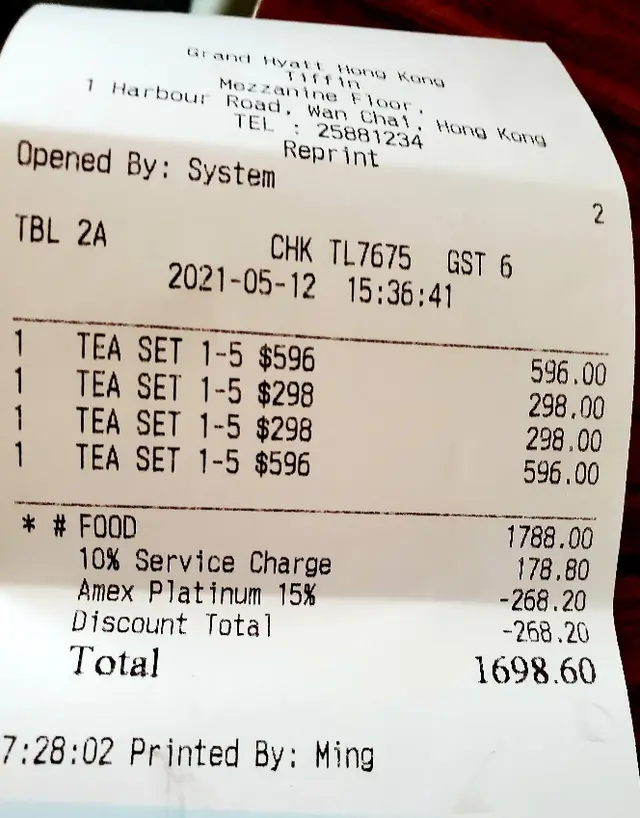 Grand Hyatt Hong Kong
Tiffin
Mezzanine Floor,
1 Harbour Road, Wan Chai, Hong Kong
TEL : 25881234
Reprint
Opened By: System
2
TBL 2A CHK TL7675 GST 6
2021-05-12 15:36:41
1 TEA SET 1-5 $596 596.00
1 TEA SET 1-5 $298 298.00
1 TEA SET 1-5 $298 298.00
1 TEA SET 1-5 $596 596.00
* # FOOD 1788.00
10% Service Charge 178.80
Amex Platinum 15% -268.20
Discount Total -268.20
Total 1698.60
7:28:02 Printed By: Ming